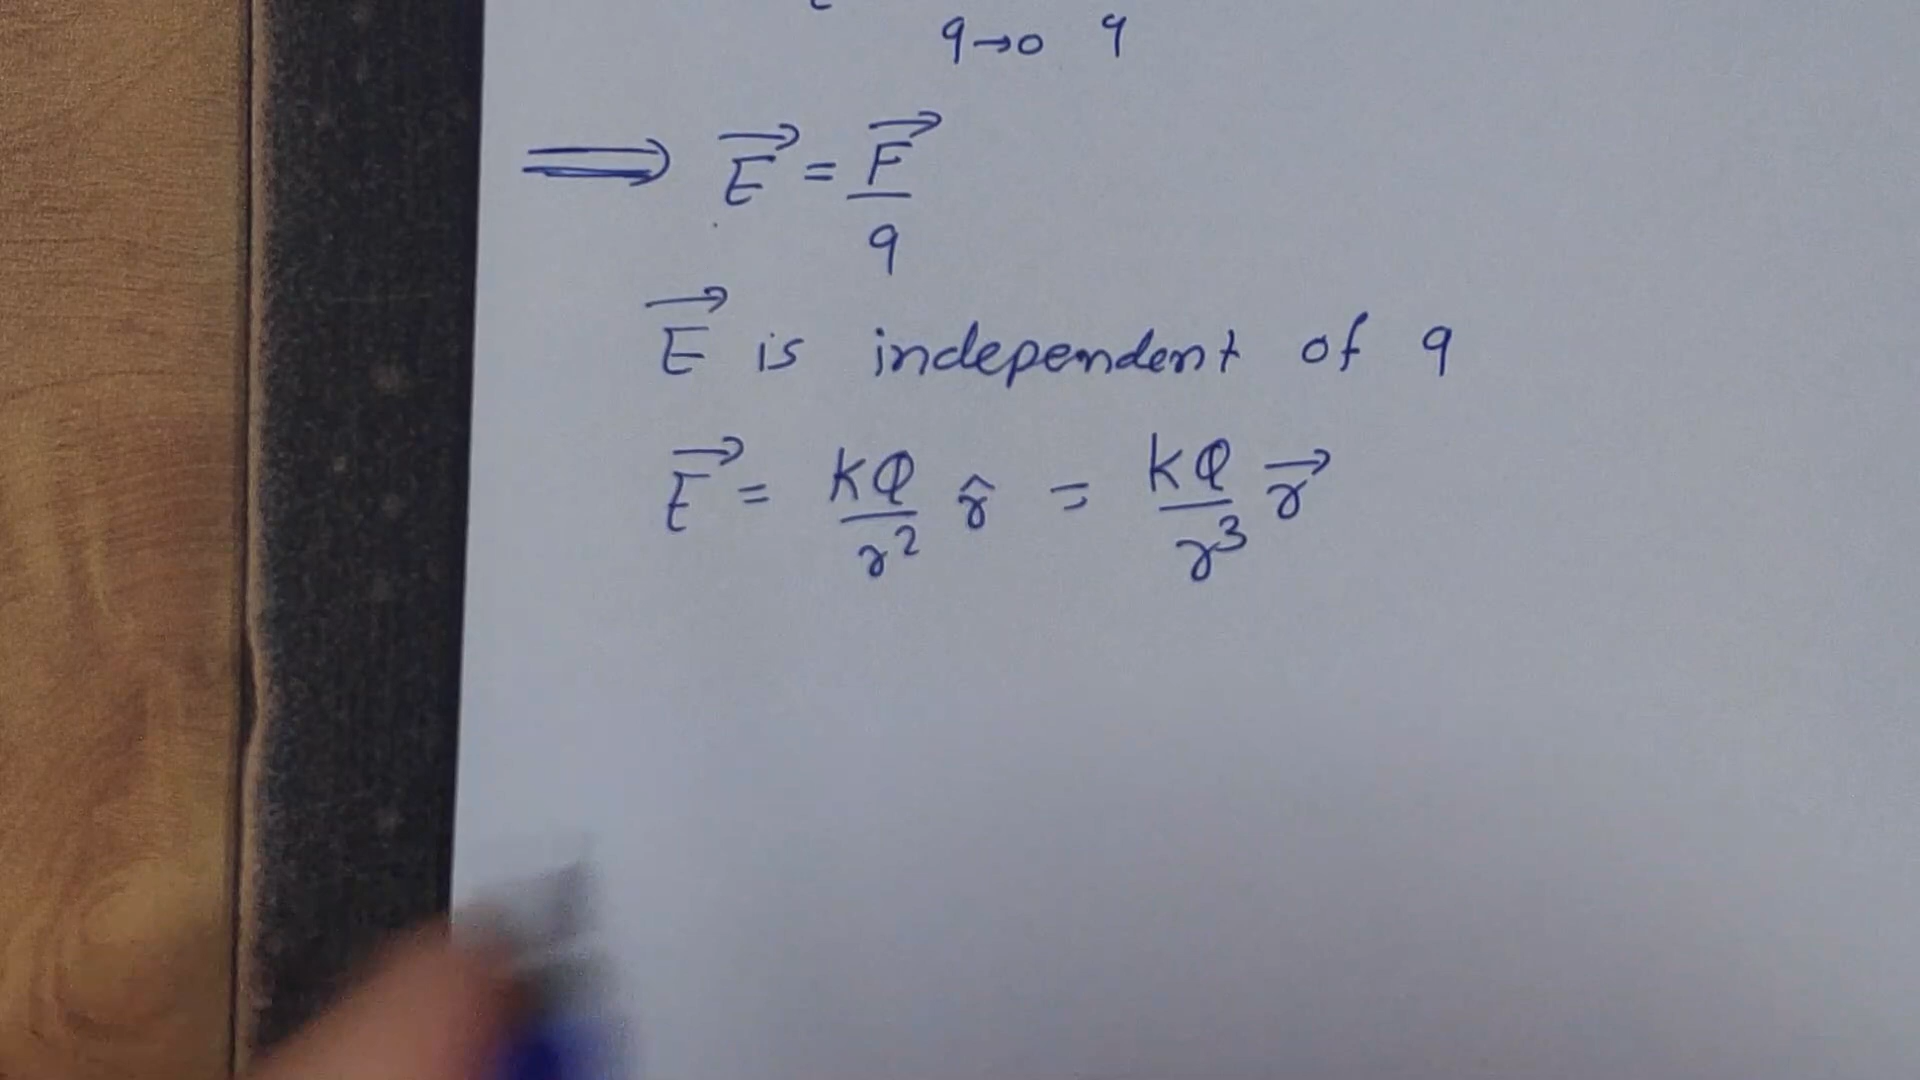 q→0 q
⟹ E⃗ = F⃗/q
E⃗ is independent of q
E⃗ = KQ/r² r̂ = KQ/r³ r⃗